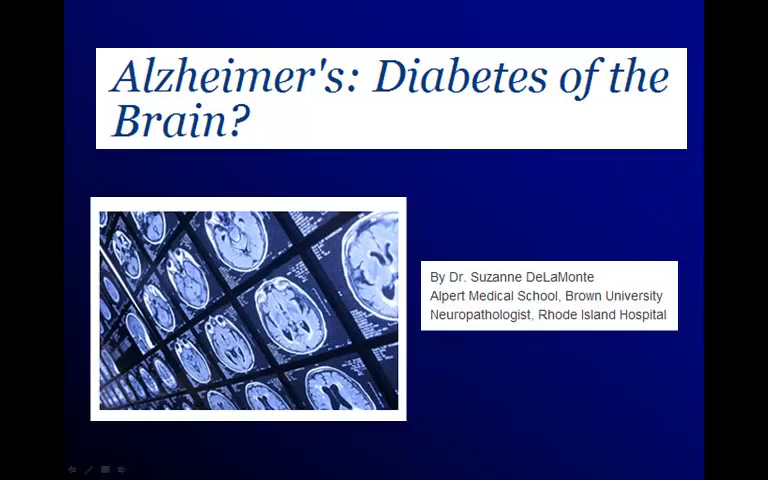 Alzheimer's: Diabetes of the
Brain?
By Dr. Suzanne DeLaMonte
Alpert Medical School, Brown University
Neuropathologist, Rhode Island Hospital